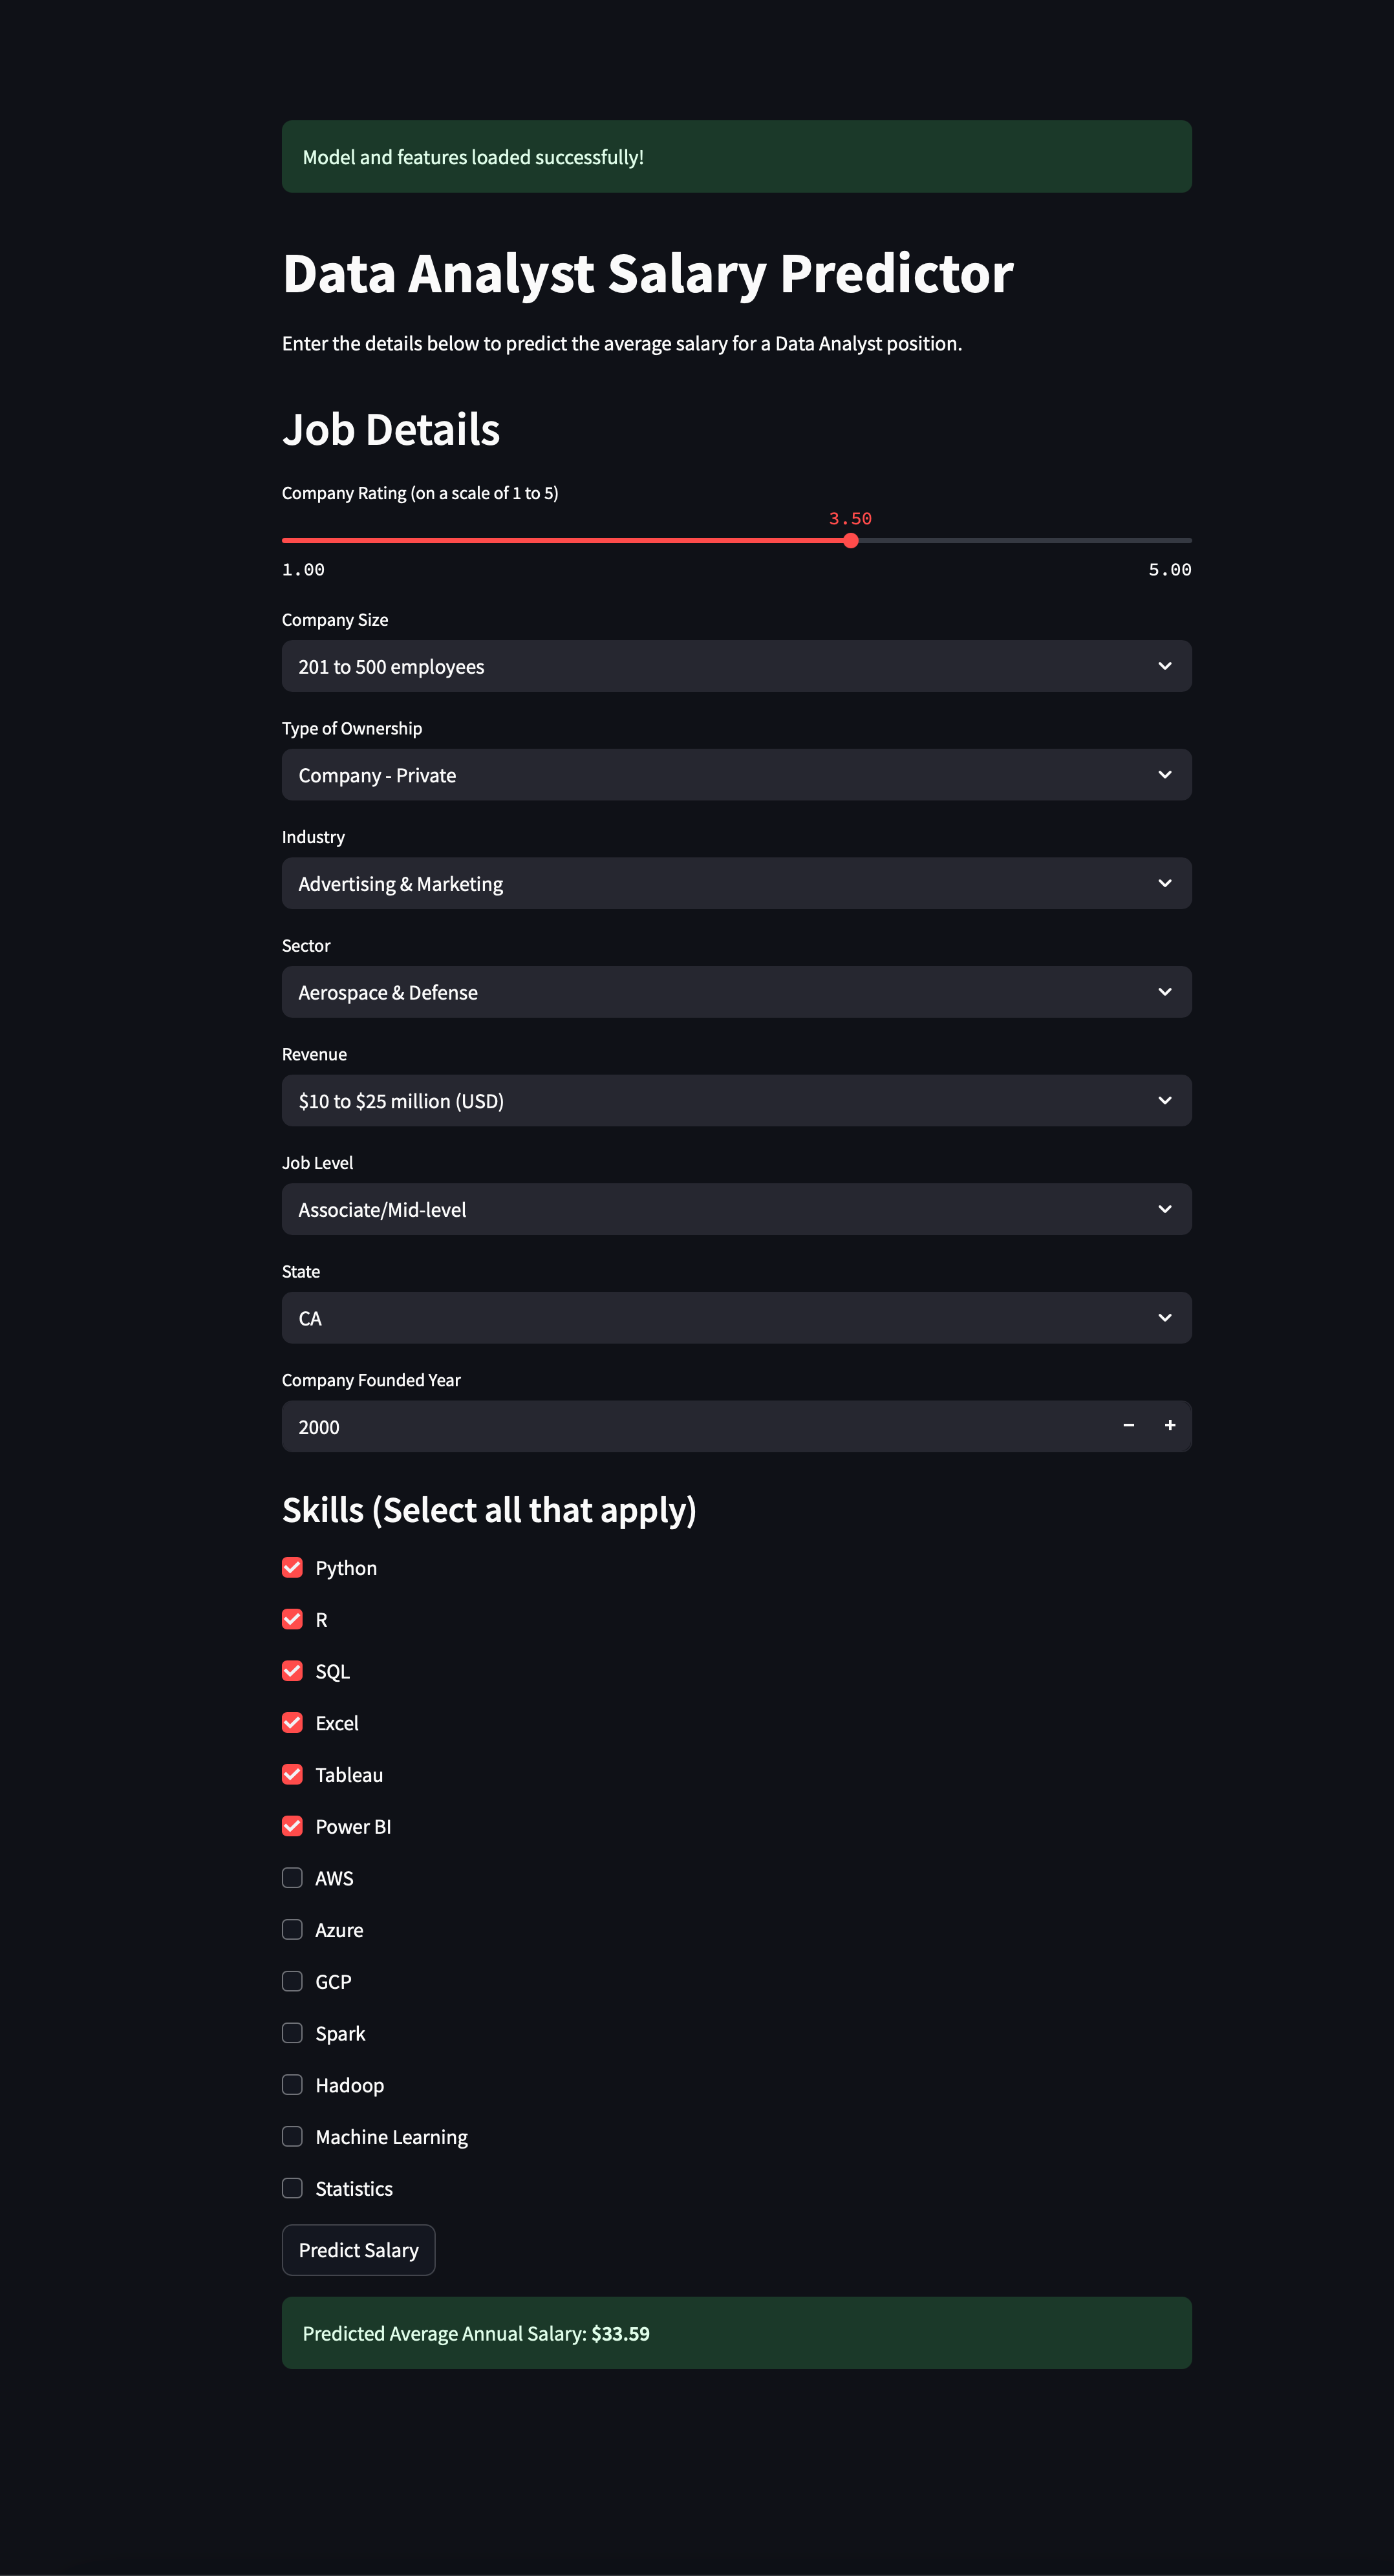 Model and features loaded successfully!
Data Analyst Salary Predictor
Enter the details below to predict the average salary for a Data Analyst position.
Job Details
Company Rating (on a scale of 1 to 5)
3.50
1.00 5.00
Company Size
201 to 500 employees
Type of Ownership
Company - Private
Industry
Advertising & Marketing
Sector
Aerospace & Defense
Revenue
$10 to $25 million (USD)
Job Level
Associate/Mid-level
State
CA
Company Founded Year
2000
Skills (Select all that apply)
Python
R
SQL
Excel
Tableau
Power BI
AWS
Azure
GCP
Spark
Hadoop
Machine Learning
Statistics
Predict Salary
Predicted Average Annual Salary: $33.59